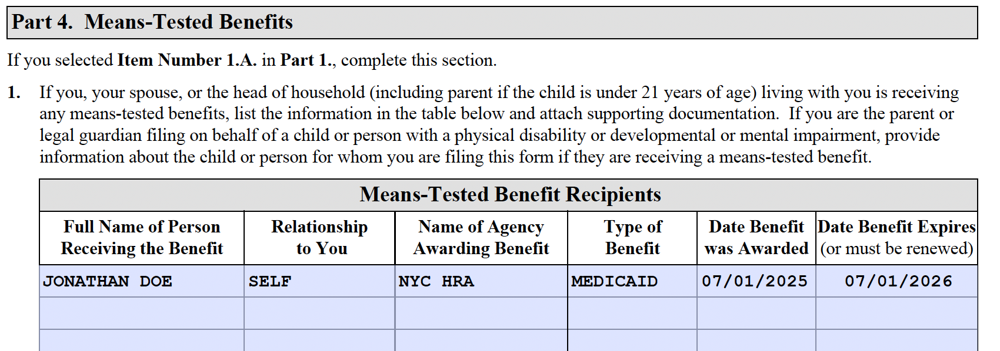 Part 4.  Means-Tested Benefits
If you selected Item Number 1.A. in Part 1., complete this section.
1. If you, your spouse, or the head of household (including parent if the child is under 21 years of age) living with you is receiving
any means-tested benefits, list the information in the table below and attach supporting documentation.  If you are the parent or
legal guardian filing on behalf of a child or person with a physical disability or developmental or mental impairment, provide
information about the child or person for whom you are filing this form if they are receiving a means-tested benefit.
Means-Tested Benefit Recipients
Full Name of Person Relationship Name of Agency Type of Date Benefit Date Benefit Expires
Receiving the Benefit to You Awarding Benefit Benefit was Awarded (or must be renewed)
JONATHAN DOE SELF NYC HRA MEDICAID 07/01/2025 07/01/2026